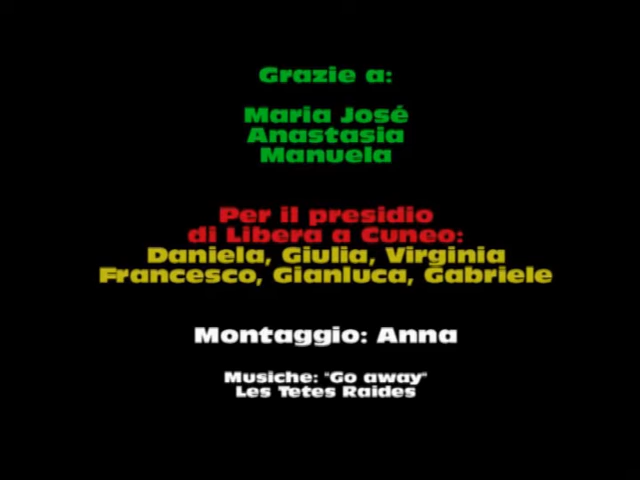 Grazie a:
Maria José
Anastasia
Manuela
Per il presidio
di Libera a Cuneo:
Daniela, Giulia, Virginia
Francesco, Gianluca, Gabriele
Montaggio: Anna
Musiche: "Go away"
Les Tetes Raides